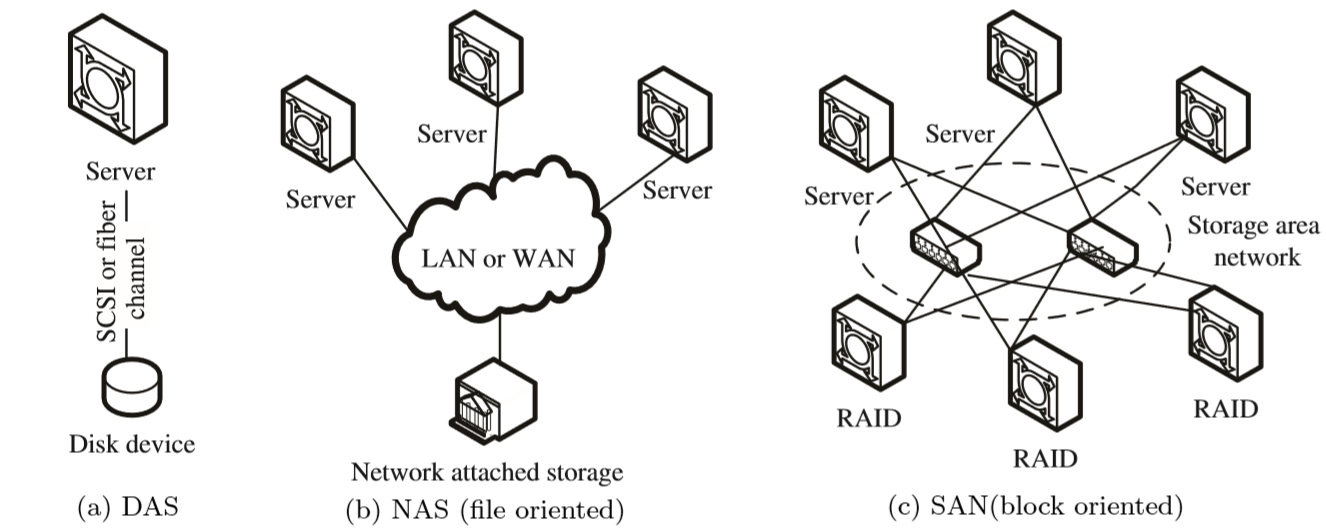 Server
SCSI or fiber
channel
Disk device
(a) DAS
Server
Server
Server
LAN or WAN
Network attached storage
(b) NAS (file oriented)
Server
Server
Server
Storage area
network
RAID
RAID
RAID
(c) SAN(block oriented)